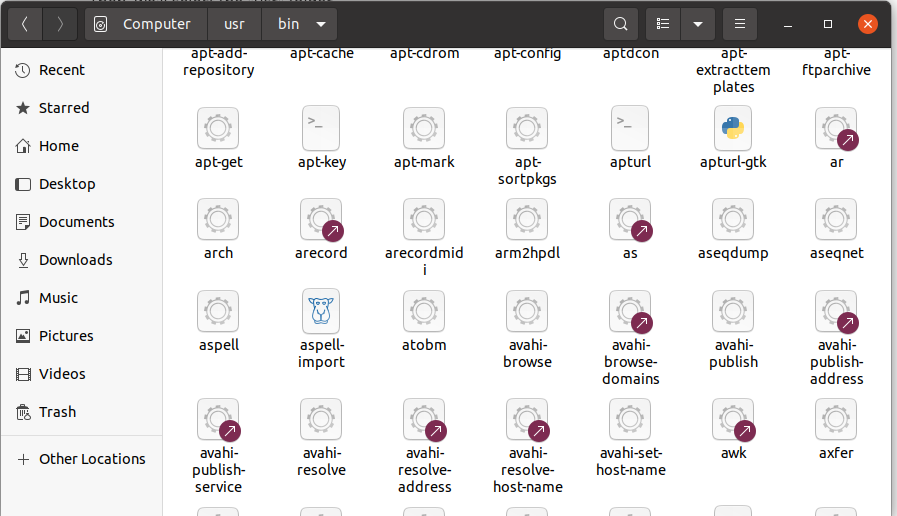 Computer usr bin
Recent
Starred
Home
Desktop
Documents
Downloads
Music
Pictures
Videos
Trash
Other Locations
apt-add- apt-cache apt-cdrom apt-config aptdcon apt- apt-
repository extracttem ftparchive
plates
>_ >_
apt-get apt-key apt-mark apt- apturl apturl-gtk ar
sortpkgs
arch arecord arecordmid arm2hpdl as aseqdump aseqnet
i
aspell aspell- atobm avahi- avahi- avahi- avahi-
import browse browse- publish publish-
domains address
avahi- avahi- avahi- avahi- avahi-set- awk axfer
publish- resolve resolve- resolve- host-name
service address host-name